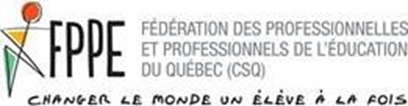 FPPE
FÉDÉRATION DES PROFESSIONNELLES
ET PROFESSIONNELS DE L'ÉDUCATION
DU QUÉBEC (CSQ)
CHANGER LE MONDE UN ÉLÈVE À LA FOIS